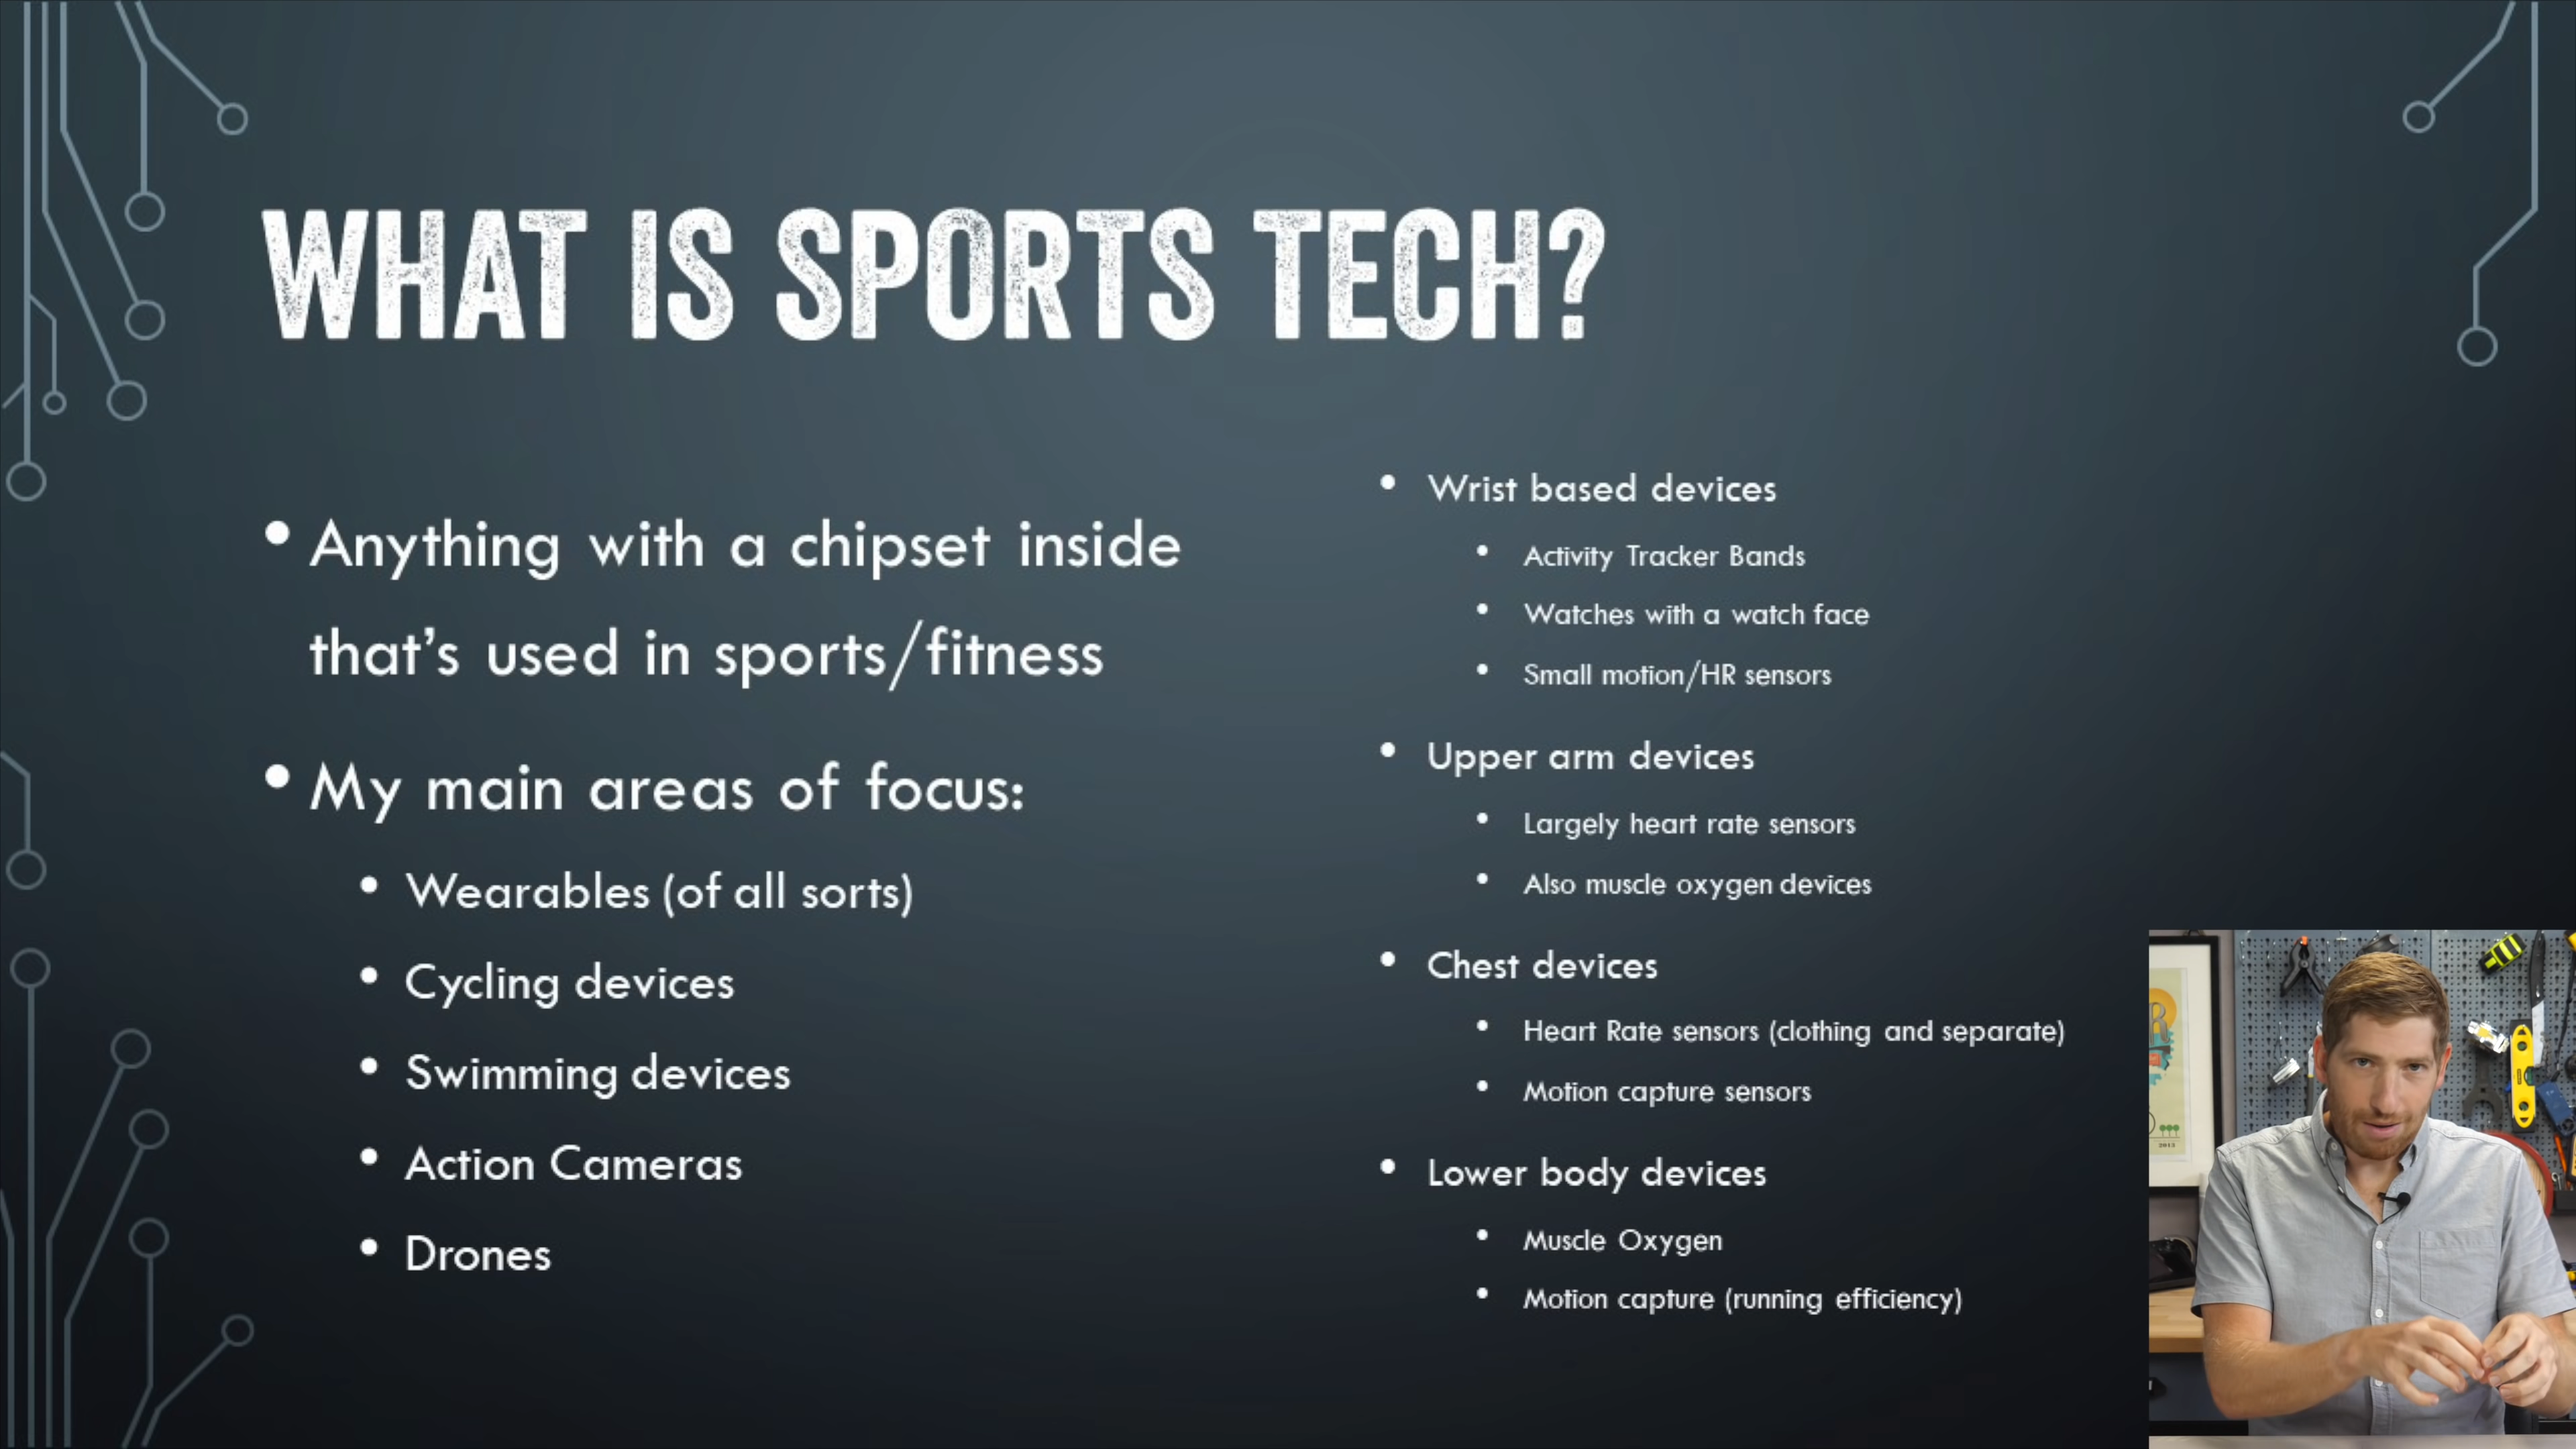 WHAT IS SPORTS TECH?
• Anything with a chipset inside
that's used in sports/fitness
• My main areas of focus:
• Wearables (of all sorts)
• Cycling devices
• Swimming devices
• Action Cameras
• Drones
• Wrist based devices
• Activity Tracker Bands
• Watches with a watch face
• Small motion/HR sensors
• Upper arm devices
• Largely heart rate sensors
• Also muscle oxygen devices
• Chest devices
• Heart Rate sensors (clothing and separate)
• Motion capture sensors
• Lower body devices
• Muscle Oxygen
• Motion capture (running efficiency)